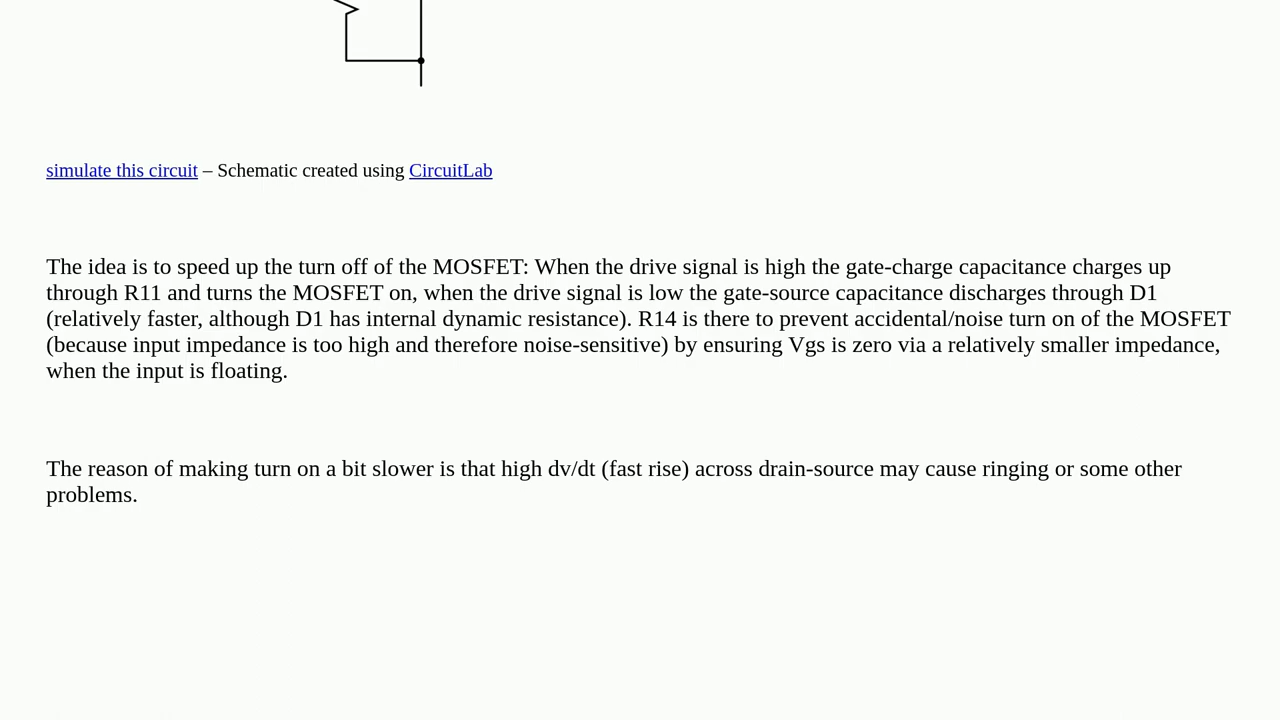 simulate this circuit – Schematic created using CircuitLab
The idea is to speed up the turn off of the MOSFET: When the drive signal is high the gate-charge capacitance charges up
through R11 and turns the MOSFET on, when the drive signal is low the gate-source capacitance discharges through D1
(relatively faster, although D1 has internal dynamic resistance). R14 is there to prevent accidental/noise turn on of the MOSFET
(because input impedance is too high and therefore noise-sensitive) by ensuring Vgs is zero via a relatively smaller impedance,
when the input is floating.
The reason of making turn on a bit slower is that high dv/dt (fast rise) across drain-source may cause ringing or some other
problems.